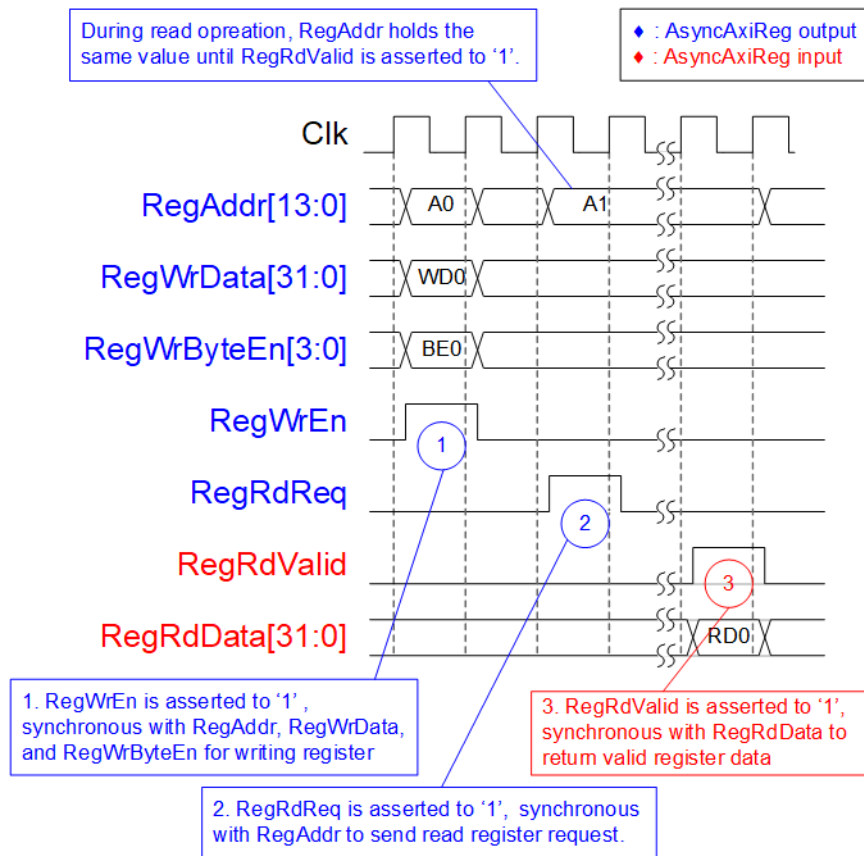 During read opreation, RegAddr holds the
same value until RegRdValid is asserted to ‘1’.
♦ : AsyncAxiReg output
♦ : AsyncAxiReg input
Clk
RegAddr[13:0]
A0
A1
RegWrData[31:0]
WD0
RegWrByteEn[3:0]
BE0
RegWrEn
1
RegRdReq
2
RegRdValid
3
RegRdData[31:0]
RD0
1. RegWrEn is asserted to ‘1’ ,
synchronous with RegAddr, RegWrData,
and RegWrByteEn for writing register
3. RegRdValid is asserted to ‘1’,
synchronous with RegRdData to
return valid register data
2. RegRdReq is asserted to ‘1’, synchronous
with RegAddr to send read register request.